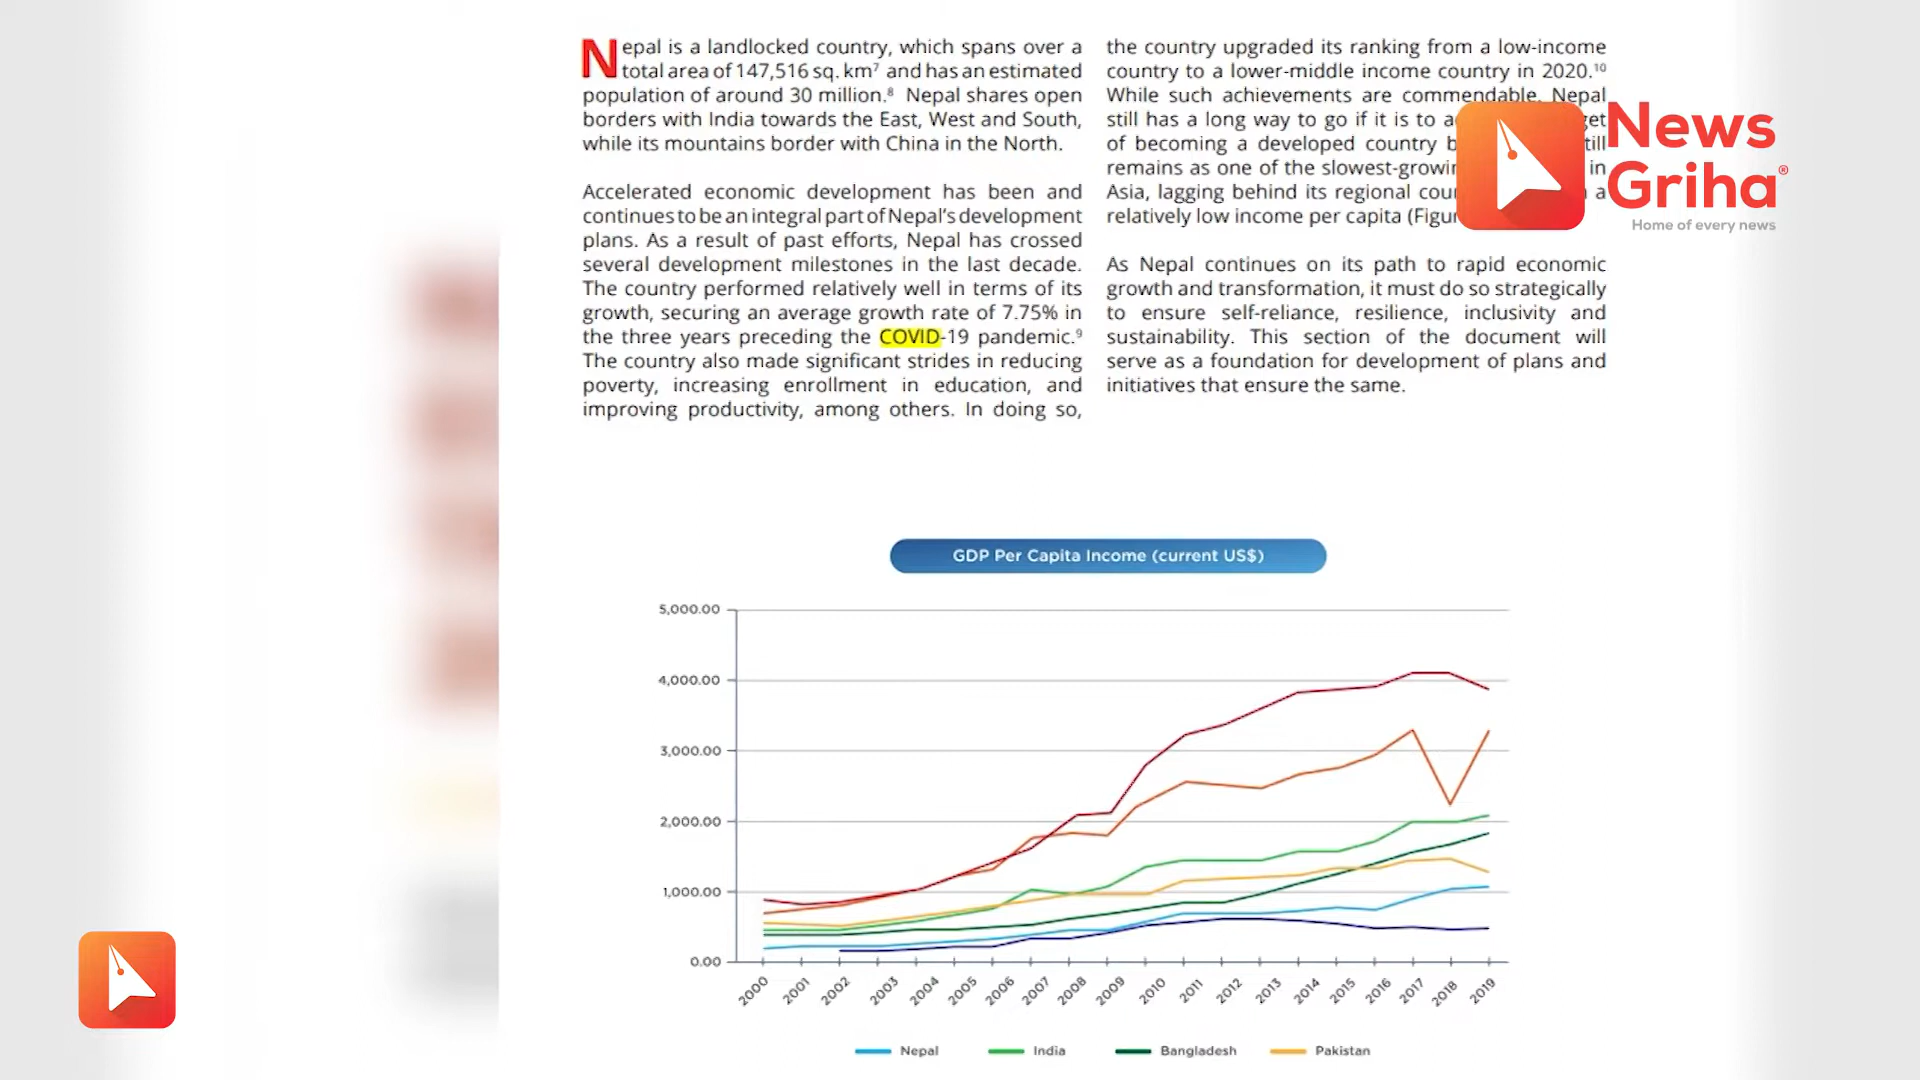 Nepal is a landlocked country, which spans over a
total area of 147,516 sq. km⁷ and has an estimated
population of around 30 million.⁸ Nepal shares open
borders with India towards the East, West and South,
while its mountains border with China in the North.
Accelerated economic development has been and
continues to be an integral part of Nepal's development
plans. As a result of past efforts, Nepal has crossed
several development milestones in the last decade.
The country performed relatively well in terms of its
growth, securing an average growth rate of 7.75% in
the three years preceding the COVID-19 pandemic.⁹
The country also made significant strides in reducing
poverty, increasing enrollment in education, and
improving productivity, among others. In doing so,
the country upgraded its ranking from a low-income
country to a lower-middle income country in 2020.¹⁰
While such achievements are commendable, Nepal
still has a long way to go if it is to
of becoming a developed country
remains as one of the in
Asia, lagging behind its regional a
relatively low income per capita
As Nepal continues on its path to rapid economic
growth and transformation, it must do so strategically
to ensure self-reliance, resilience, inclusivity and
sustainability. This section of the document will
serve as a foundation for development of plans and
initiatives that ensure the same.
News
Griha®
Home of every news
GDP Per Capita Income (current US$)
5,000.00
4,000.00
3,000.00
2,000.00
1,000.00
0.00
2000 2001 2002 2003 2004 2005 2006 2007 2008 2009 2010 2011 2012 2013 2014 2015 2016 2017 2018 2019
Nepal India Bangladesh Pakistan